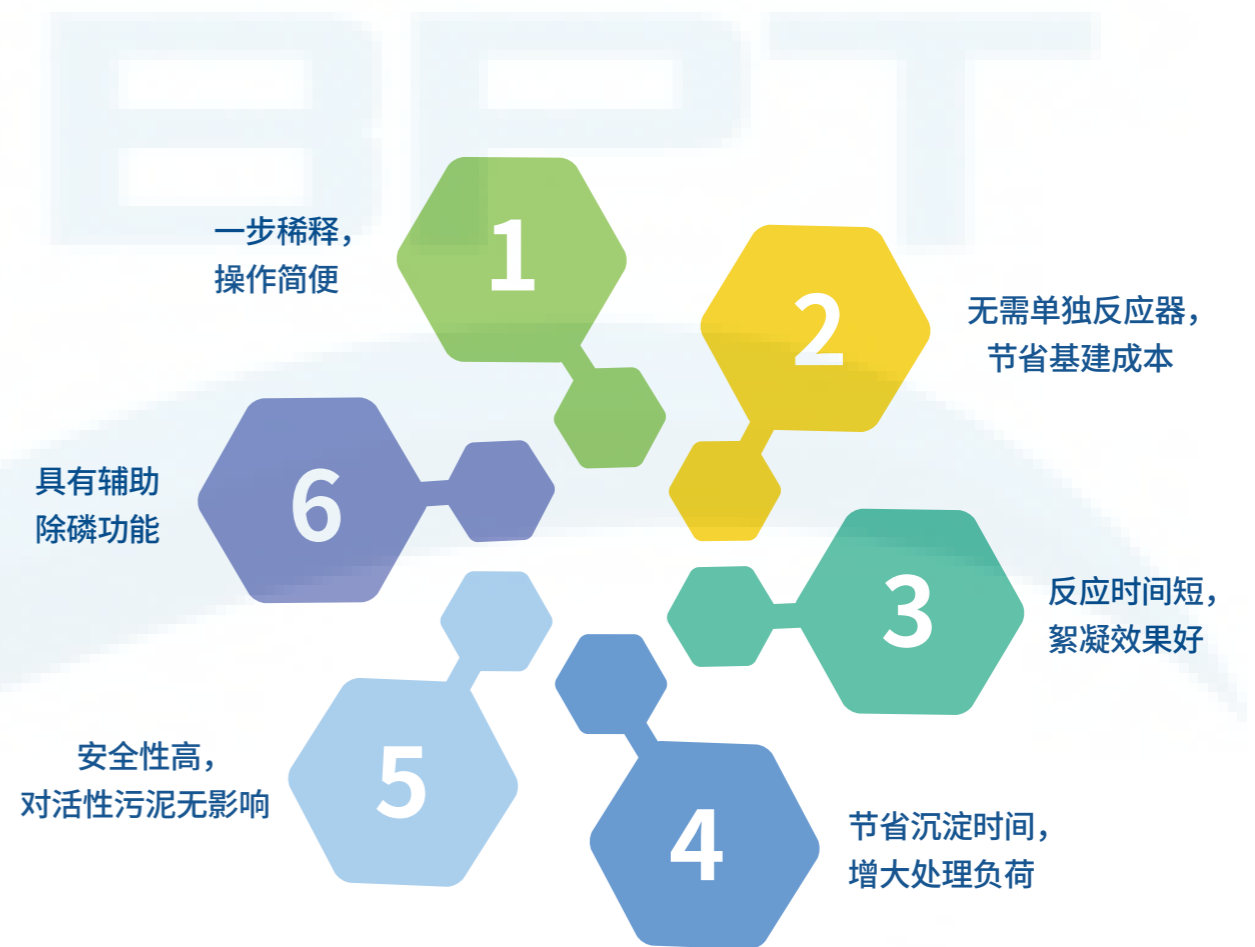 BPT
1
一步稀释，
操作简便
2
无需单独反应器，
节省基建成本
3
反应时间短，
絮凝效果好
4
节省沉淀时间，
增大处理负荷
5
安全性高，
对活性污泥无影响
6
具有辅助
除磷功能